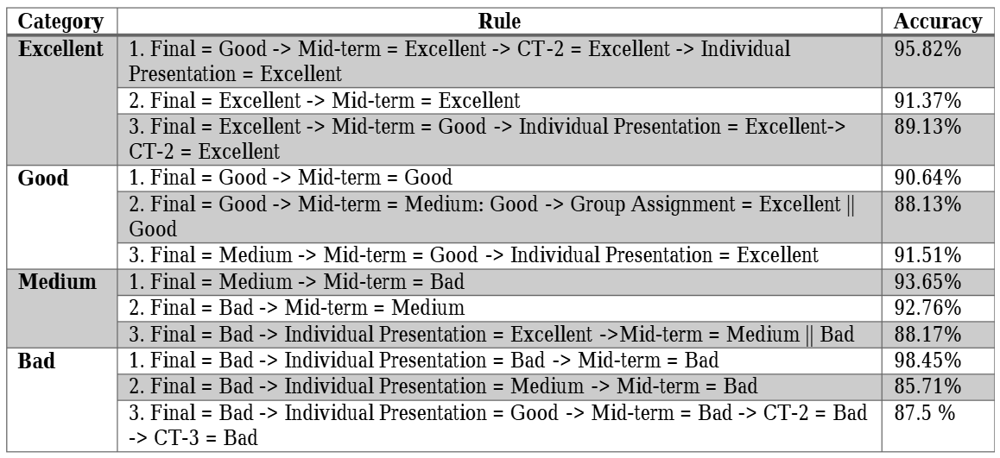 Category Rule Accuracy
Excellent 1. Final = Good -> Mid-term = Excellent -> CT-2 = Excellent -> Individual 95.82%
Presentation = Excellent
2. Final = Excellent -> Mid-term = Excellent 91.37%
3. Final = Excellent -> Mid-term = Good -> Individual Presentation = Excellent-> 89.13%
CT-2 = Excellent
Good 1. Final = Good -> Mid-term = Good 90.64%
2. Final = Good -> Mid-term = Medium: Good -> Group Assignment = Excellent || 88.13%
Good
3. Final = Medium -> Mid-term = Good -> Individual Presentation = Excellent 91.51%
Medium 1. Final = Medium -> Mid-term = Bad 93.65%
2. Final = Bad -> Mid-term = Medium 92.76%
3. Final = Bad -> Individual Presentation = Excellent ->Mid-term = Medium || Bad 88.17%
Bad 1. Final = Bad -> Individual Presentation = Bad -> Mid-term = Bad 98.45%
2. Final = Bad -> Individual Presentation = Medium -> Mid-term = Bad 85.71%
3. Final = Bad -> Individual Presentation = Good -> Mid-term = Bad -> CT-2 = Bad 87.5 %
-> CT-3 = Bad